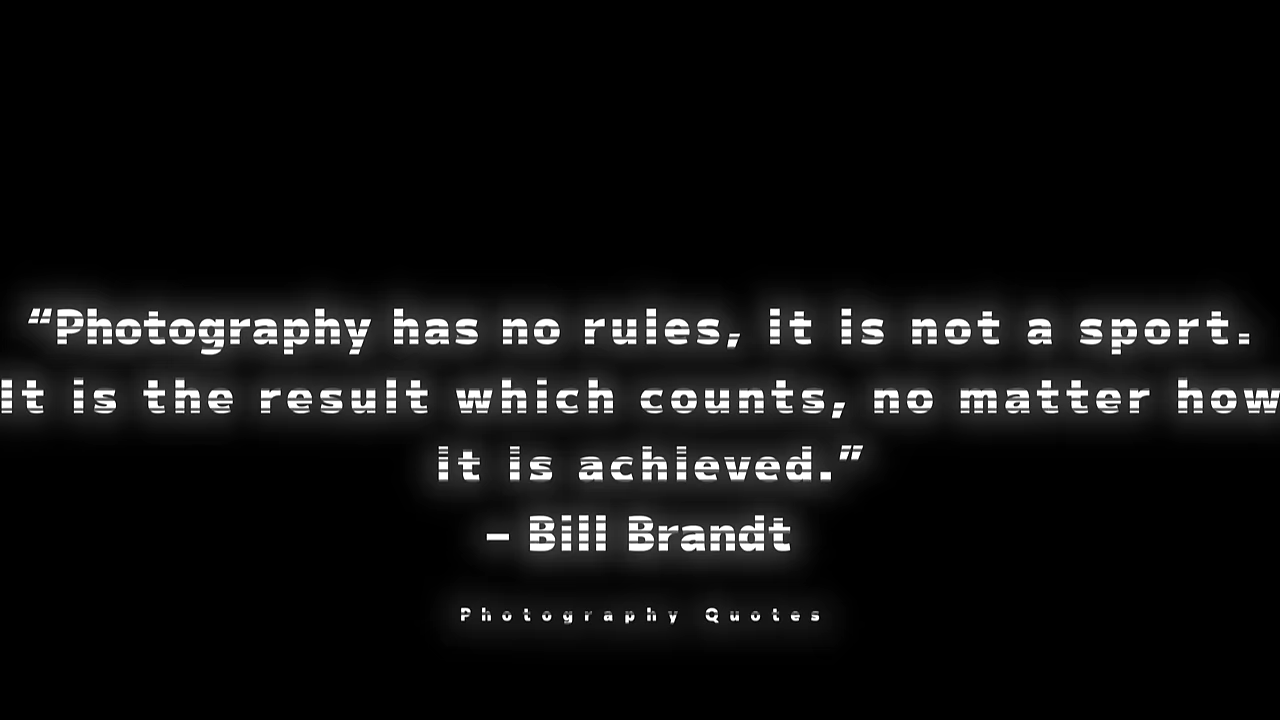 “Photography has no rules, it is not a sport.
It is the result which counts, no matter how
it is achieved.”
– Bill Brandt
Photography Quotes